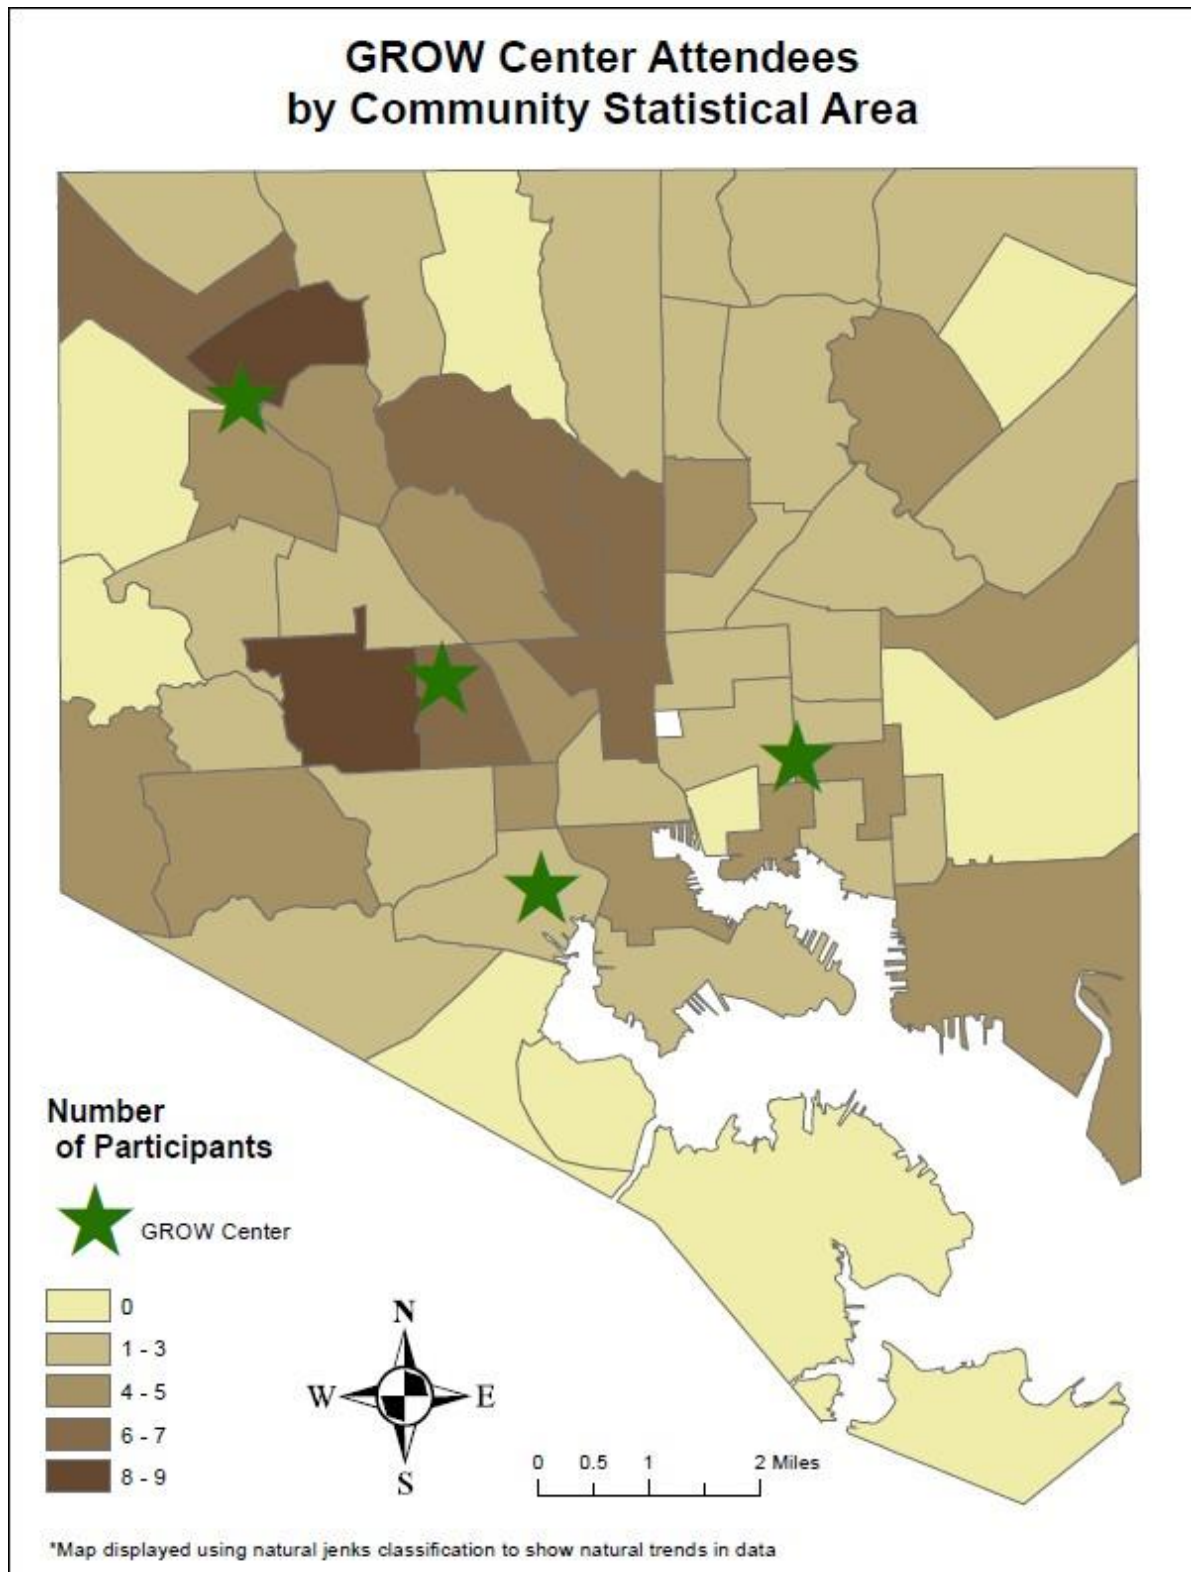 GROW Center Attendees
by Community Statistical Area
Number
of Participants
GROW Center
0
1 - 3
4 - 5
6 - 7
8 - 9
N
W E
S
0 0.5 1 2 Miles
*Map displayed using natural jenks classification to show natural trends in data